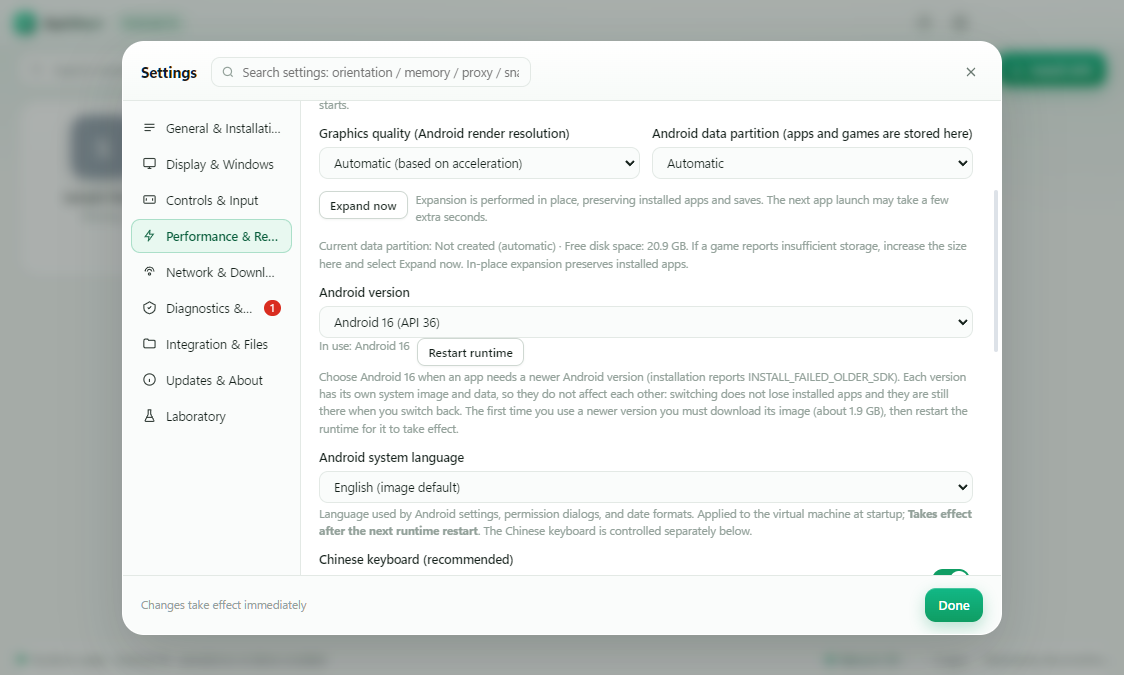 Settings
Search settings: orientation / memory / proxy / sna
General & Installati...
Display & Windows
Controls & Input
Performance & Re...
Network & Downl...
Diagnostics &...
1
Integration & Files
Updates & About
Laboratory
starts.
Graphics quality (Android render resolution)
Automatic (based on acceleration)
Android data partition (apps and games are stored here)
Automatic
Expand now
Expansion is performed in place, preserving installed apps and saves. The next app launch may take a few
extra seconds.
Current data partition: Not created (automatic) · Free disk space: 20.9 GB. If a game reports insufficient storage, increase the size
here and select Expand now. In-place expansion preserves installed apps.
Android version
Android 16 (API 36)
In use: Android 16
Restart runtime
Choose Android 16 when an app needs a newer Android version (installation reports INSTALL_FAILED_OLDER_SDK). Each version
has its own system image and data, so they do not affect each other: switching does not lose installed apps and they are still
there when you switch back. The first time you use a newer version you must download its image (about 1.9 GB), then restart the
runtime for it to take effect.
Android system language
English (image default)
Language used by Android settings, permission dialogs, and date formats. Applied to the virtual machine at startup; Takes effect
after the next runtime restart. The Chinese keyboard is controlled separately below.
Chinese keyboard (recommended)
Changes take effect immediately
Done